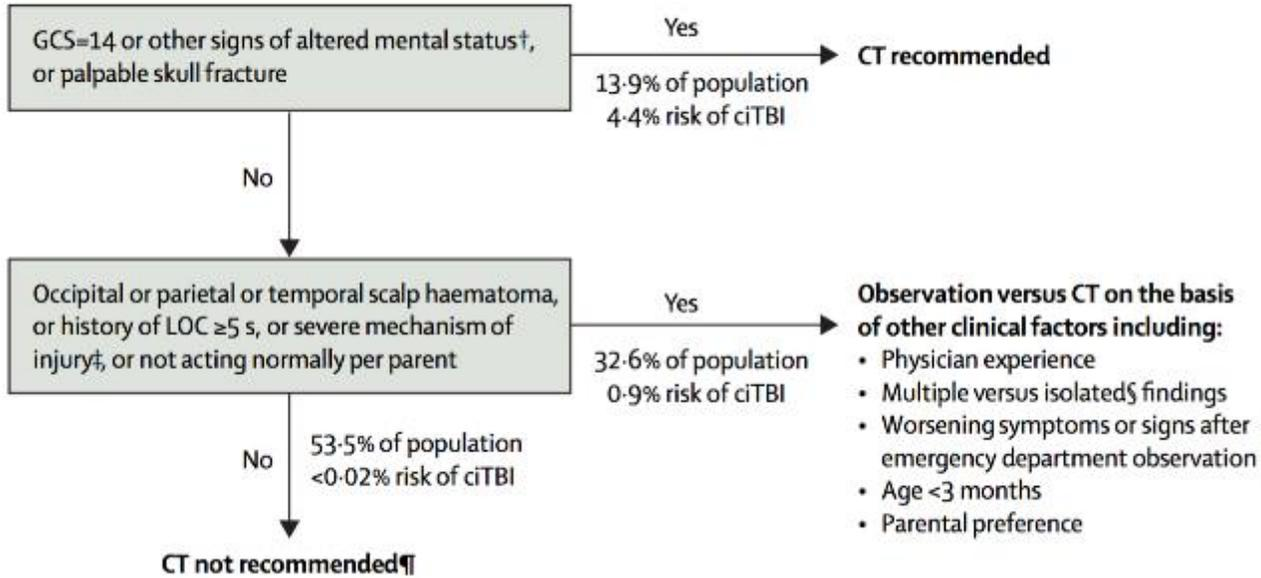 GCS=14 or other signs of altered mental status†,
or palpable skull fracture
Yes
13·9% of population
4·4% risk of ciTBI
CT recommended
No
Occipital or parietal or temporal scalp haematoma,
or history of LOC ≥5 s, or severe mechanism of
injury‡, or not acting normally per parent
Yes
32·6% of population
0·9% risk of ciTBI
Observation versus CT on the basis
of other clinical factors including:
• Physician experience
• Multiple versus isolated§ findings
• Worsening symptoms or signs after
emergency department observation
• Age <3 months
• Parental preference
No
53·5% of population
<0·02% risk of ciTBI
CT not recommended¶